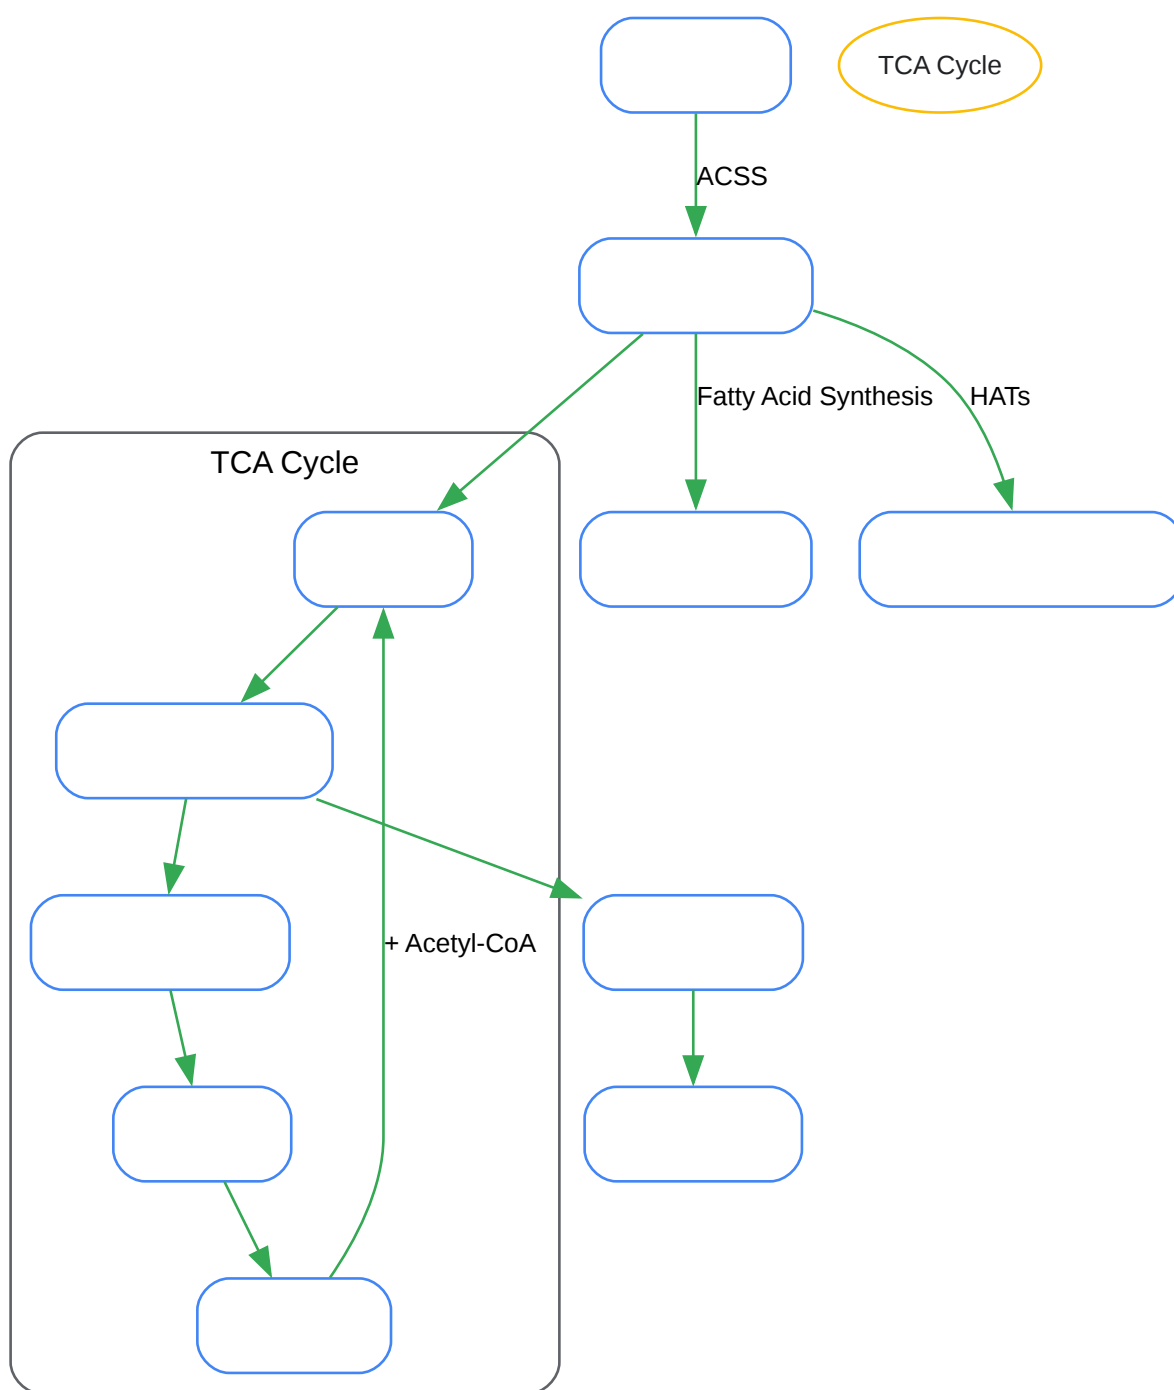 TCA Cycle
ACSS
Fatty Acid Synthesis
HATs
TCA Cycle
+ Acetyl-CoA